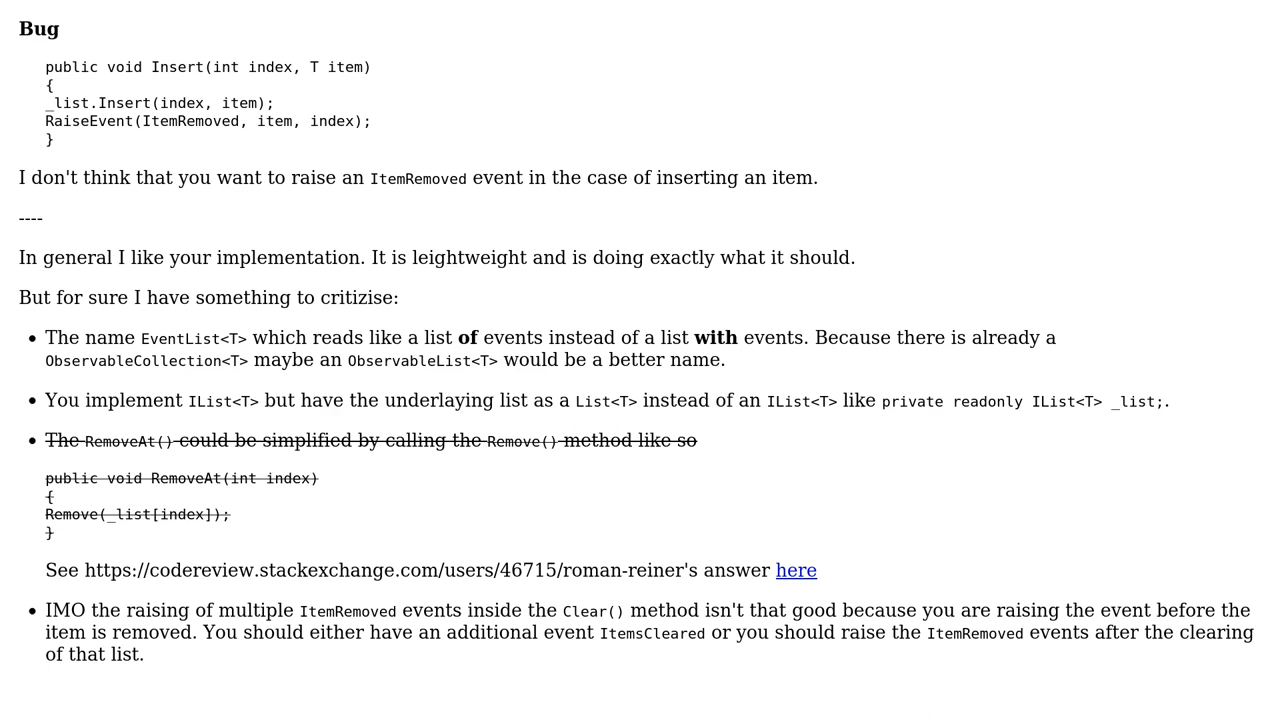 Bug
public void Insert(int index, T item)
{
_list.Insert(index, item);
RaiseEvent(ItemRemoved, item, index);
}
I don't think that you want to raise an ItemRemoved event in the case of inserting an item.
----
In general I like your implementation. It is leightweight and is doing exactly what it should.
But for sure I have something to critizise:
• The name EventList<T> which reads like a list of events instead of a list with events. Because there is already a
ObservableCollection<T> maybe an ObservableList<T> would be a better name.
• You implement IList<T> but have the underlaying list as a List<T> instead of an IList<T> like private readonly IList<T> _list;.
• The RemoveAt() could be simplified by calling the Remove() method like so
public void RemoveAt(int index)
{
Remove(_list[index]);
}
See https://codereview.stackexchange.com/users/46715/roman-reiner's answer here
• IMO the raising of multiple ItemRemoved events inside the Clear() method isn't that good because you are raising the event before the
item is removed. You should either have an additional event ItemsCleared or you should raise the ItemRemoved events after the clearing
of that list.